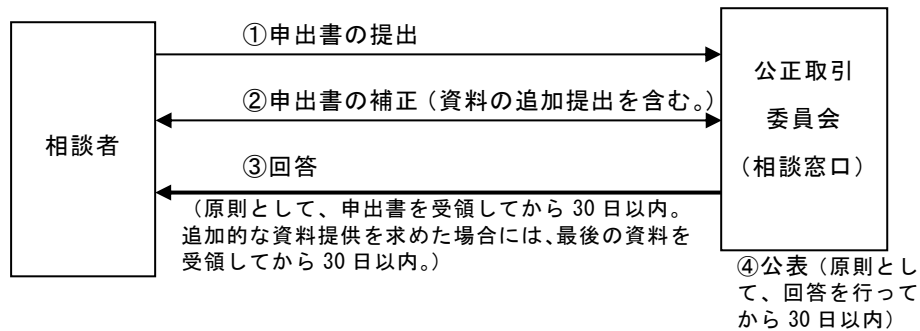 ①申出書の提出
②申出書の補正（資料の追加提出を含む。）
相談者
公正取引
委員会
（相談窓口）
③回答
（原則として、申出書を受領してから 30 日以内。
追加的な資料提供を求めた場合には、最後の資料を
受領してから 30 日以内。）
④公表（原則とし
て、回答を行って
から 30 日以内）